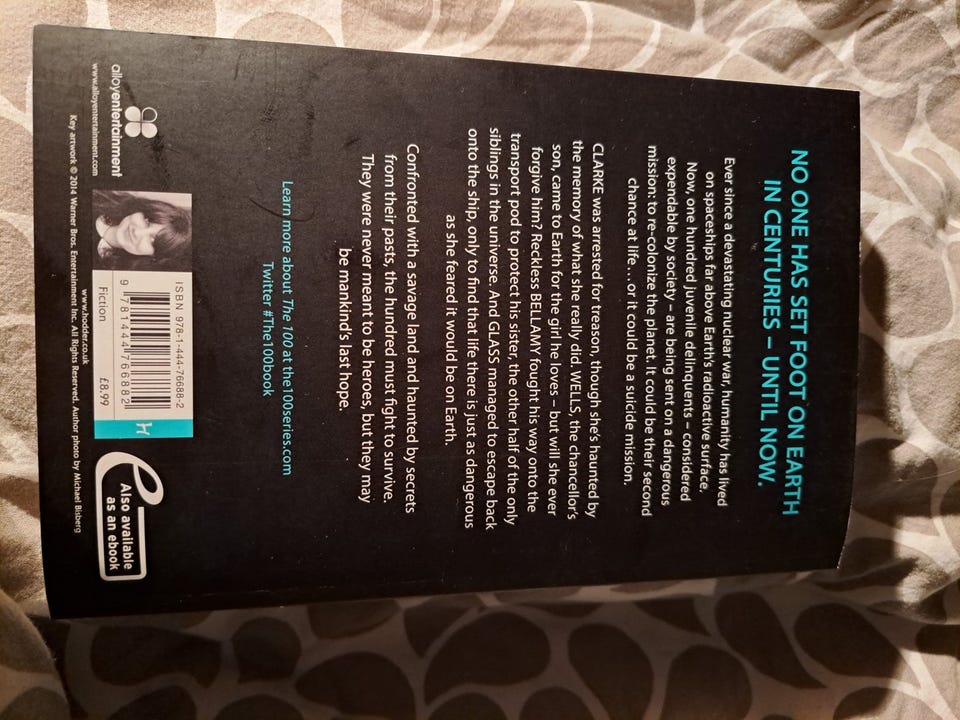 NO ONE HAS SET FOOT ON EARTH
IN CENTURIES – UNTIL NOW.
Ever since a devastating nuclear war, humanity has lived
on spaceships far above Earth's radioactive surface.
Now, one hundred juvenile delinquents – considered
expendable by society – are being sent on a dangerous
mission: to re-colonize the planet. It could be their second
chance at life…or it could be a suicide mission.
CLARKE was arrested for treason, though she's haunted by
the memory of what she really did. WELLS, the chancellor's
son, came to Earth for the girl he loves – but will she ever
forgive him? Reckless BELLAMY fought his way onto the
transport pod to protect his sister, the other half of the only
siblings in the universe. And GLASS managed to escape back
onto the ship, only to find that life there is just as dangerous
as she feared it would be on Earth.
Confronted with a savage land and haunted by secrets
from their pasts, the hundred must fight to survive.
They were never meant to be heroes, but they may
be mankind's last hope.
Learn more about The 100 at the100series.com
Twitter #The100book
alloyentertainment
www.alloyentertainment.com
ISBN 978-1-444-76688-2
9 781444 766882
Fiction £8.99
www.hodder.co.uk
Also available
as an ebook
Key artwork © 2014 Warner Bros. Entertainment Inc. All Rights Reserved. Author photo by Michael Bisberg